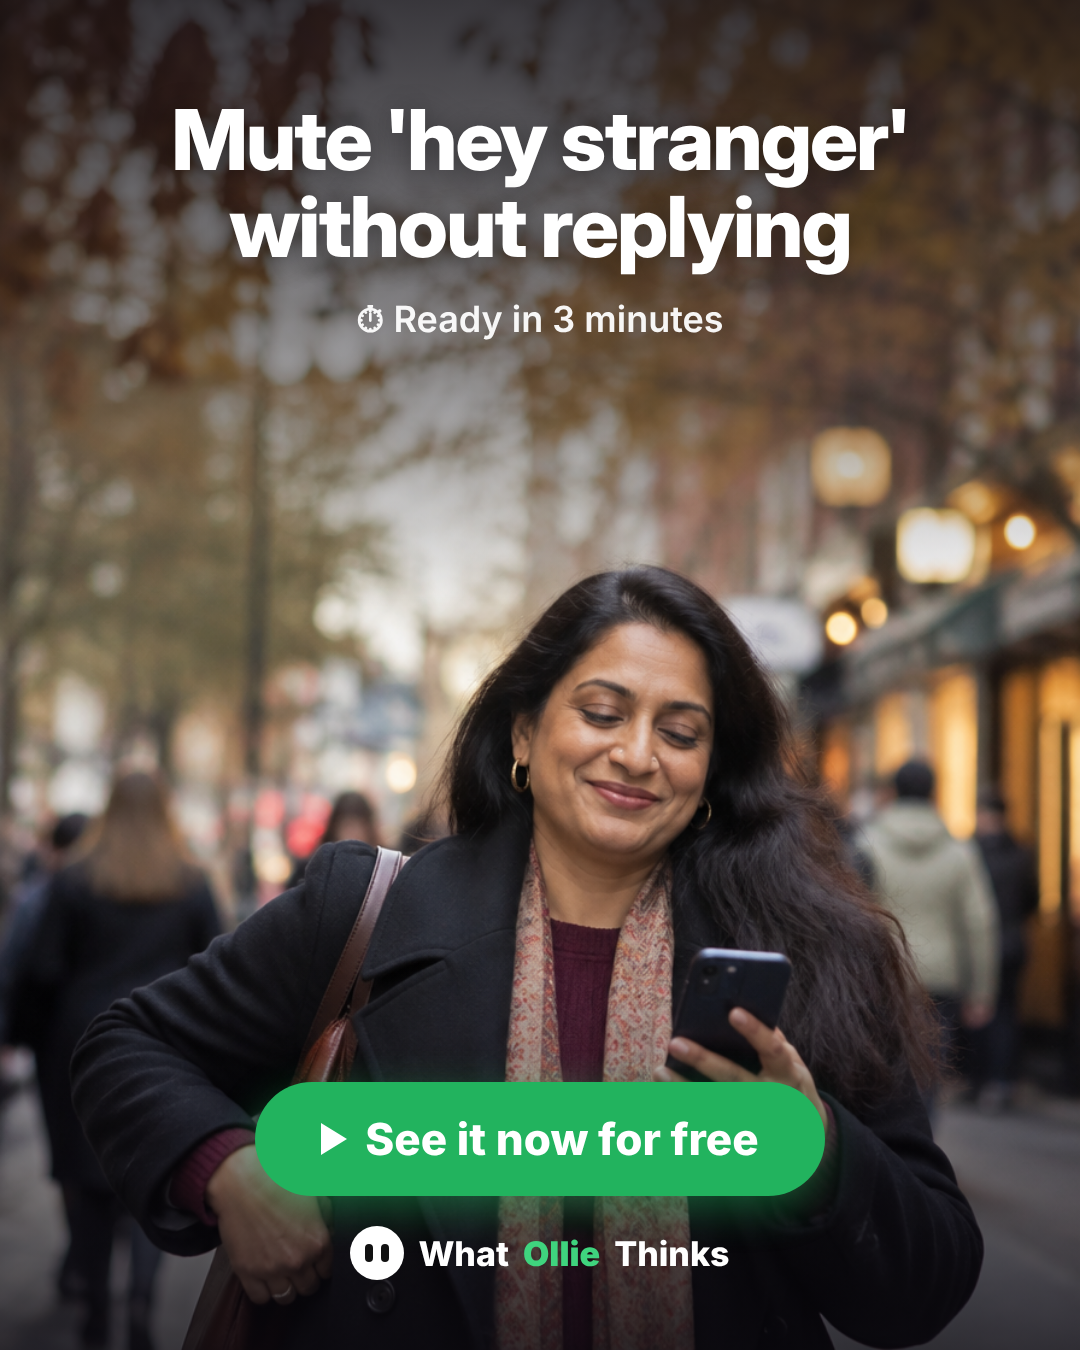 Mute 'hey stranger'
without replying
⏱ Ready in 3 minutes
▶ See it now for free
What Ollie Thinks